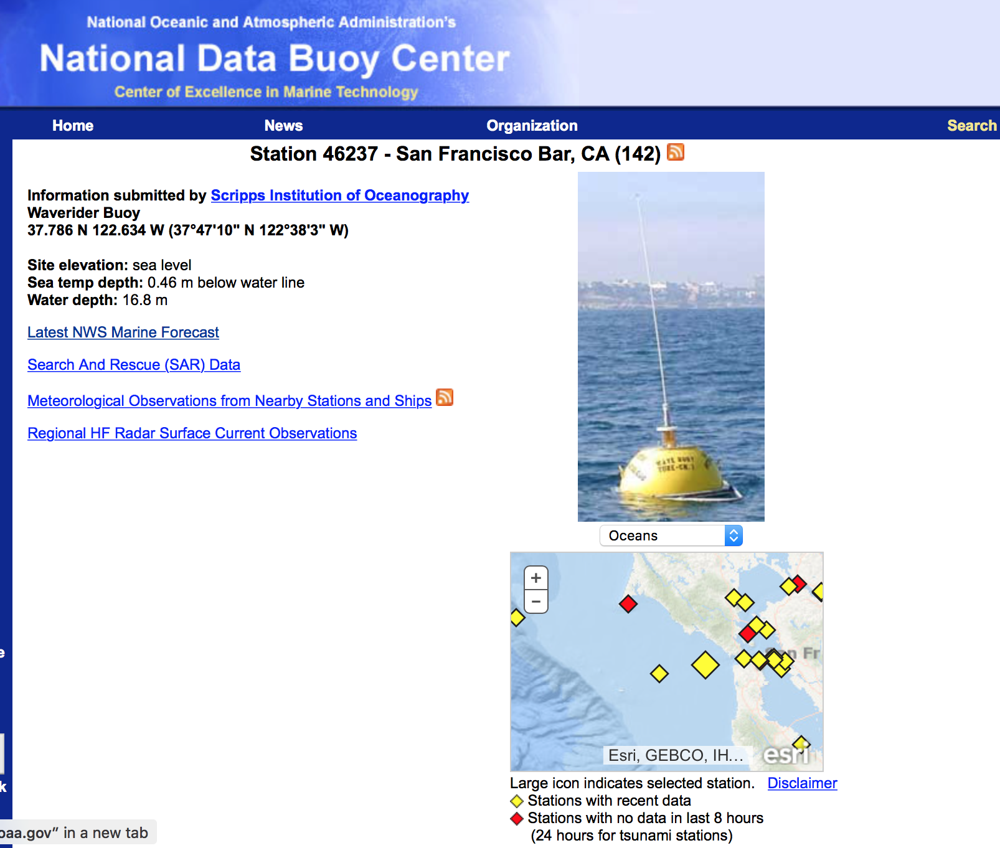 National Oceanic and Atmospheric Administration's
National Data Buoy Center
Center of Excellence in Marine Technology
Home News Organization Search
Station 46237 - San Francisco Bar, CA (142)
Information submitted by Scripps Institution of Oceanography
Waverider Buoy
37.786 N 122.634 W (37°47'10" N 122°38'3" W)
Site elevation: sea level
Sea temp depth: 0.46 m below water line
Water depth: 16.8 m
Latest NWS Marine Forecast
Search And Rescue (SAR) Data
Meteorological Observations from Nearby Stations and Ships
Regional HF Radar Surface Current Observations
WAVE BUOY
Oceans
+
−
San Fr
Esri, GEBCO, IH...
esri
Large icon indicates selected station. Disclaimer
Stations with recent data
Stations with no data in last 8 hours
(24 hours for tsunami stations)
e
k
oaa.gov” in a new tab